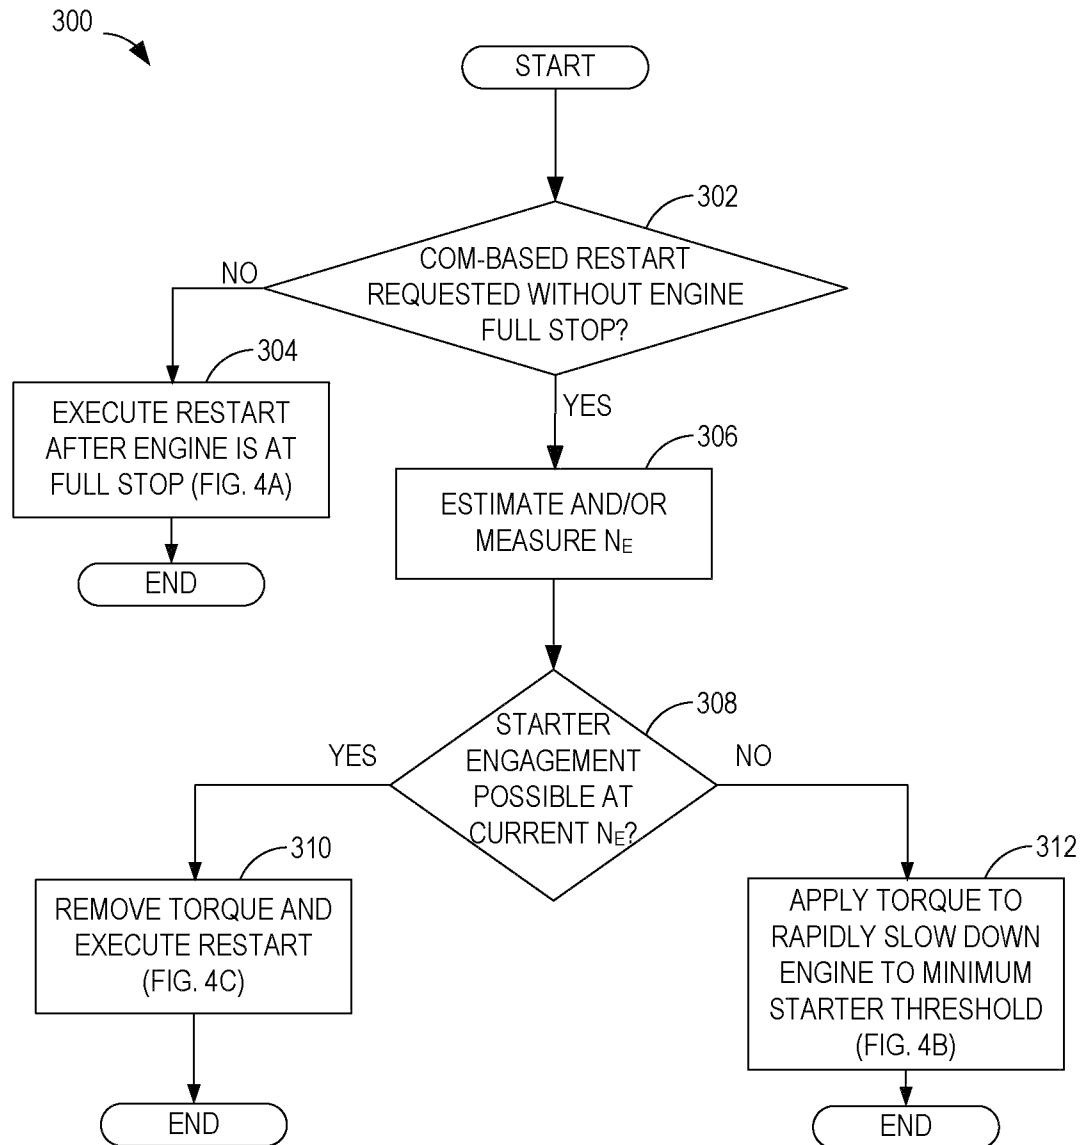 300
START
302
COM-BASED RESTART
REQUESTED WITHOUT ENGINE
FULL STOP?
NO
304
EXECUTE RESTART
AFTER ENGINE IS AT
FULL STOP (FIG. 4A)
END
YES
306
ESTIMATE AND/OR
MEASURE NE
308
STARTER
ENGAGEMENT
POSSIBLE AT
CURRENT NE?
YES
NO
310
REMOVE TORQUE AND
EXECUTE RESTART
(FIG. 4C)
END
312
APPLY TORQUE TO
RAPIDLY SLOW DOWN
ENGINE TO MINIMUM
STARTER THRESHOLD
(FIG. 4B)
END